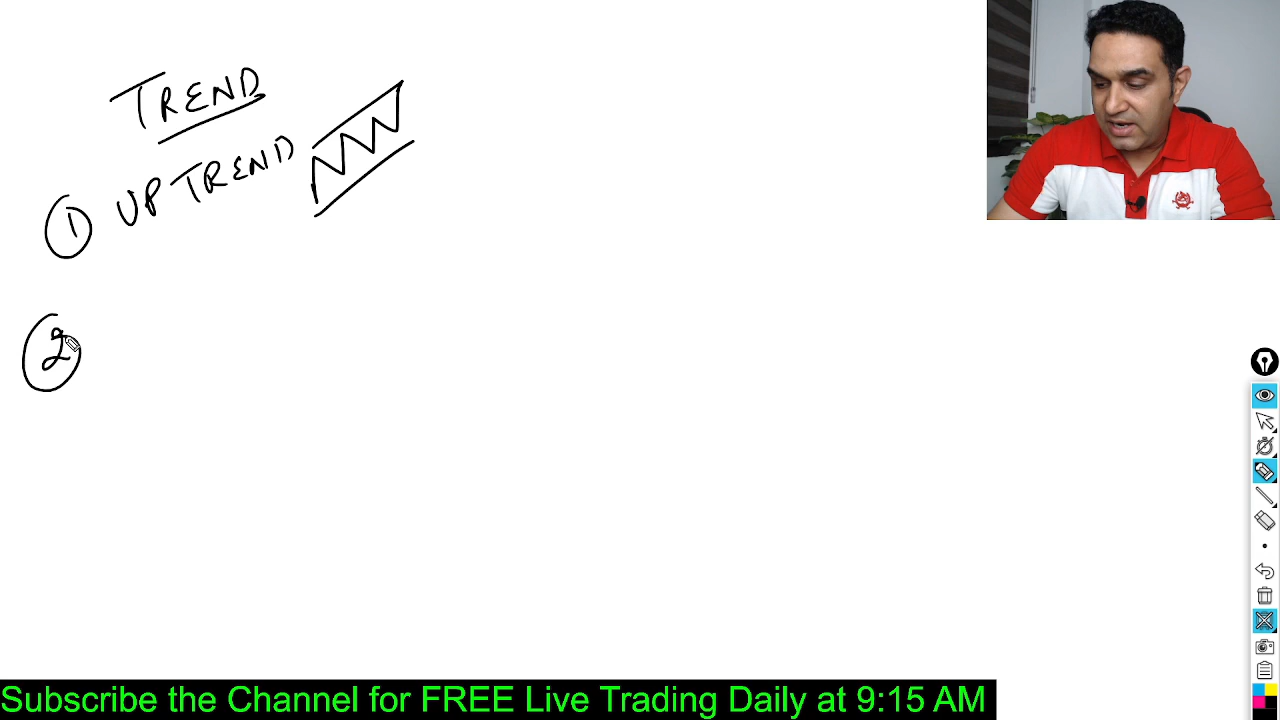 TREND
① UPTREND
②
Subscribe the Channel for FREE Live Trading Daily at 9:15 AM